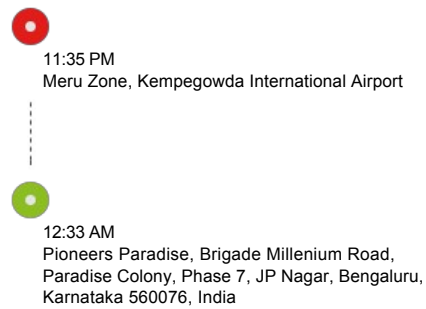 11:35 PM
Meru Zone, Kempegowda International Airport
12:33 AM
Pioneers Paradise, Brigade Millenium Road,
Paradise Colony, Phase 7, JP Nagar, Bengaluru,
Karnataka 560076, India